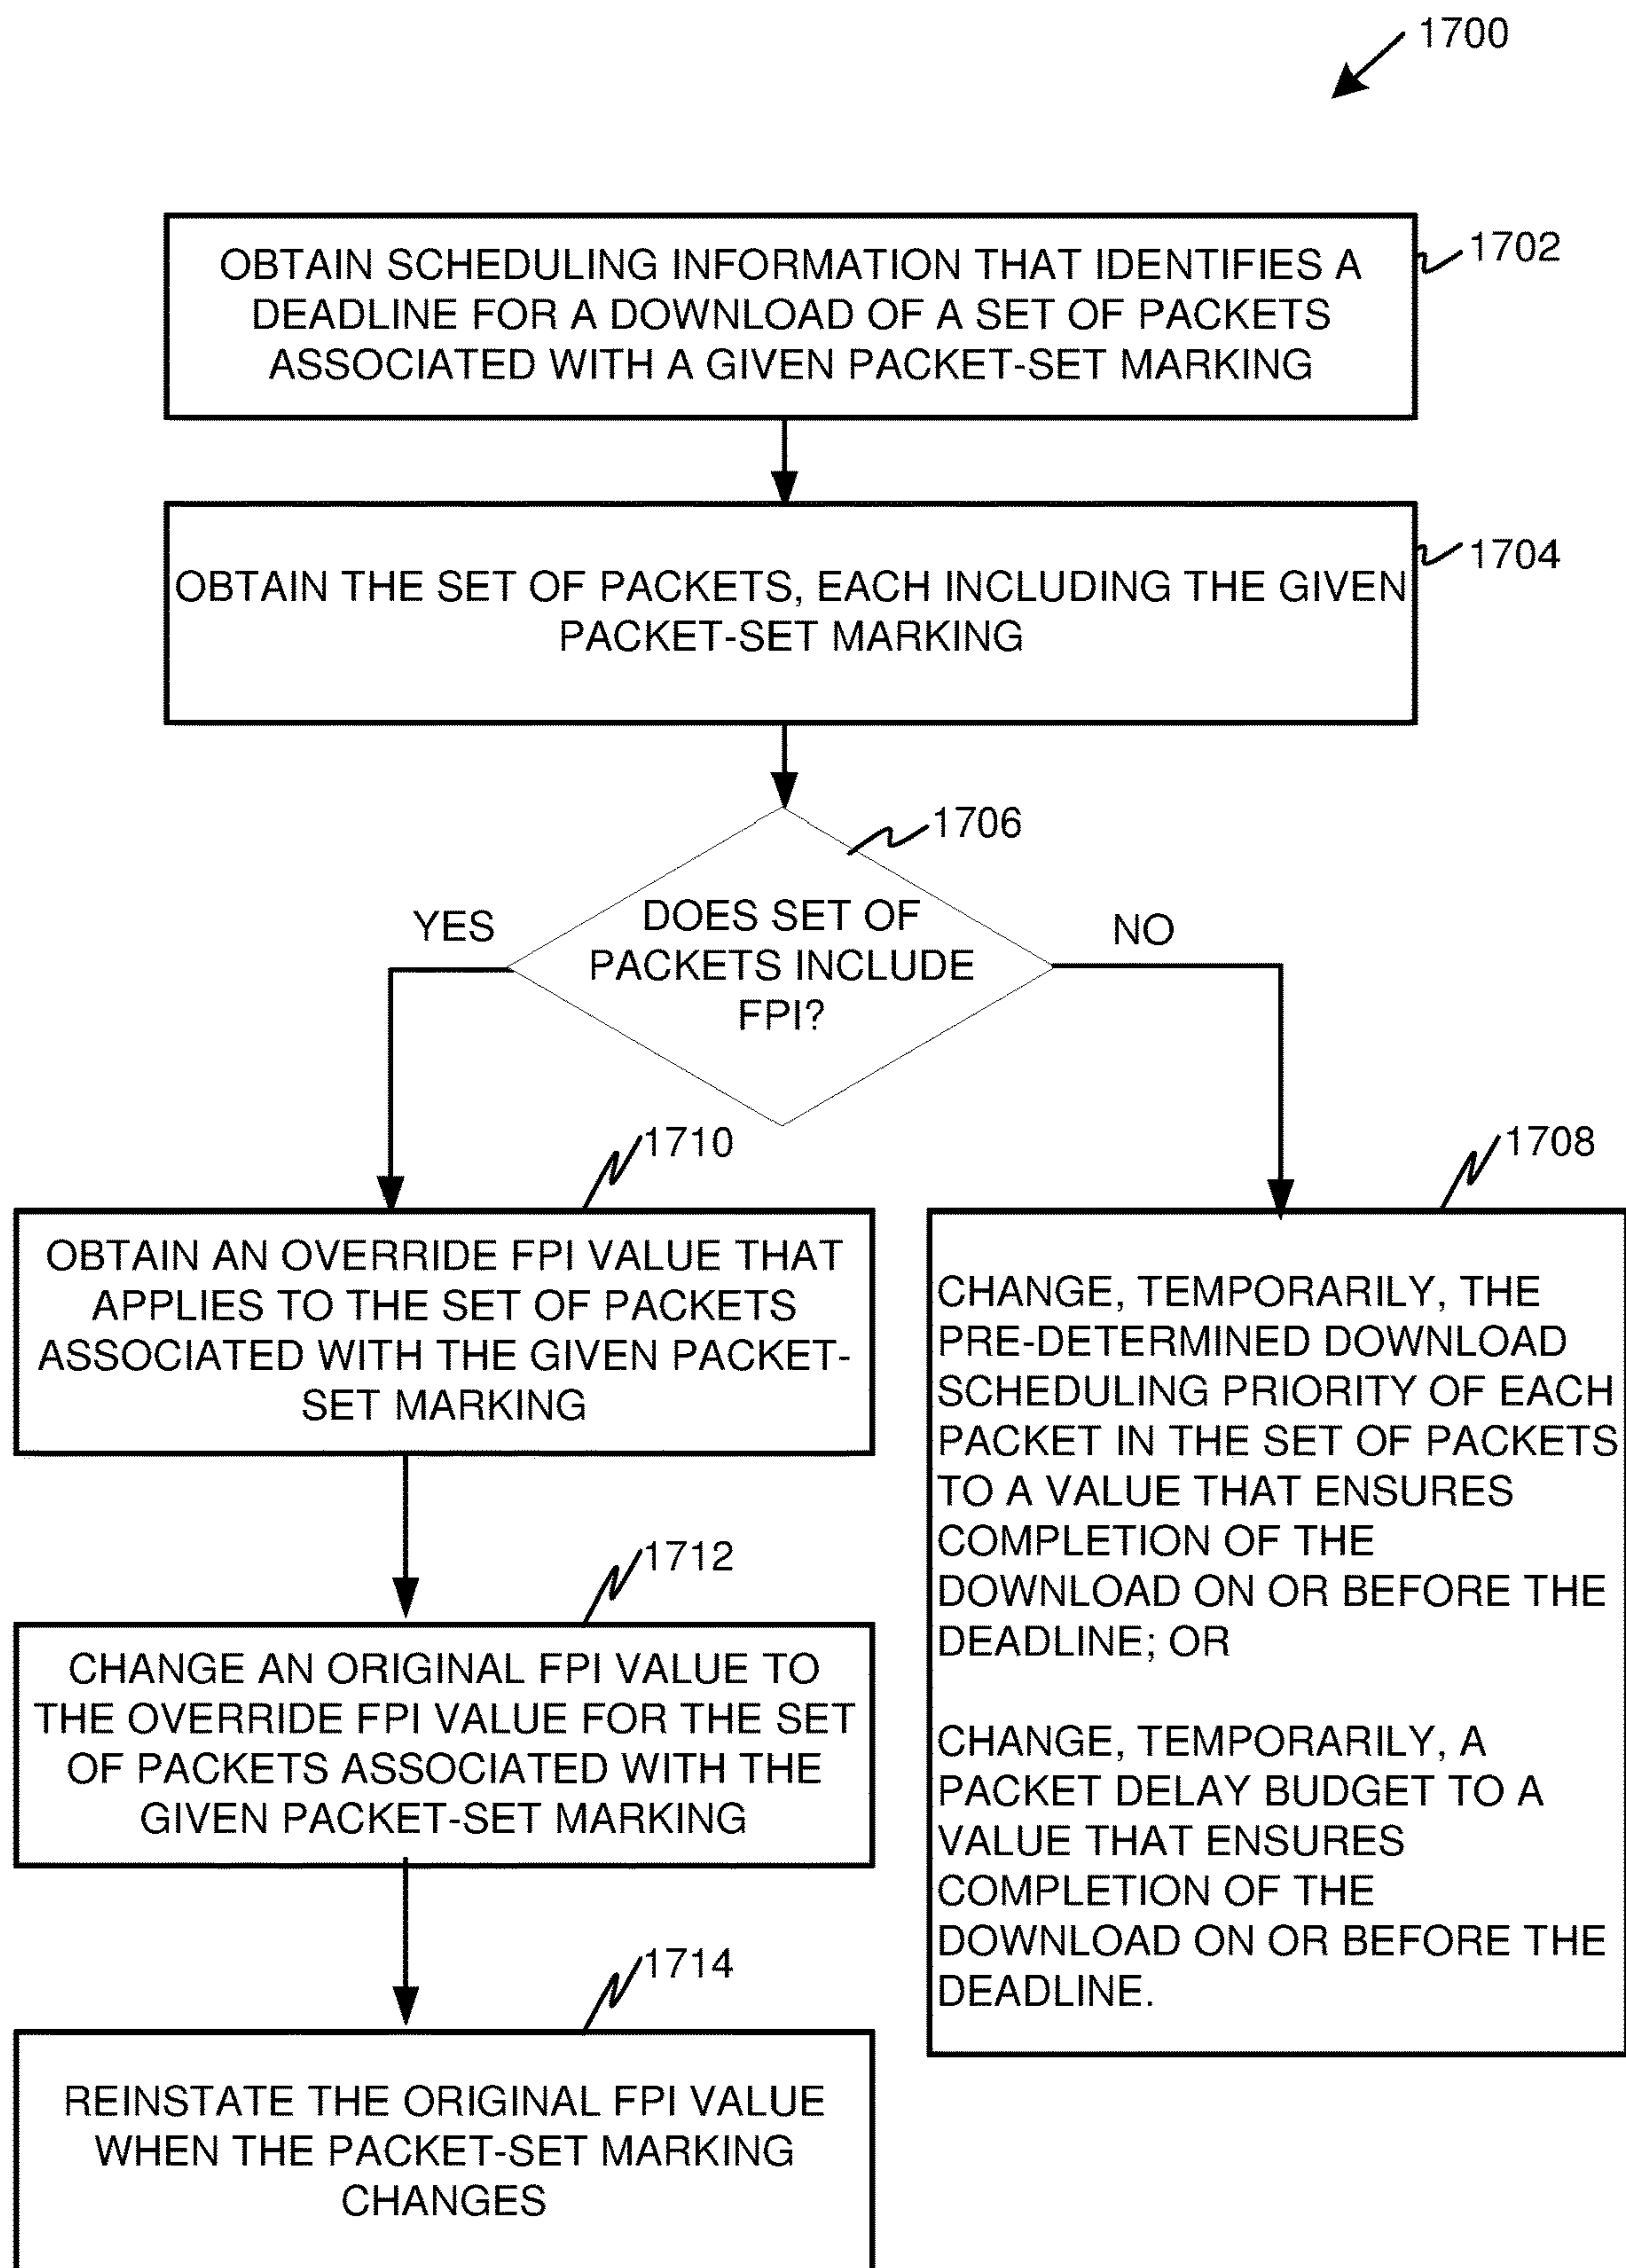 1700
OBTAIN SCHEDULING INFORMATION THAT IDENTIFIES A
DEADLINE FOR A DOWNLOAD OF A SET OF PACKETS
ASSOCIATED WITH A GIVEN PACKET-SET MARKING
1702
OBTAIN THE SET OF PACKETS, EACH INCLUDING THE GIVEN
PACKET-SET MARKING
1704
1706
DOES SET OF
PACKETS INCLUDE
FPI?
YES
NO
1710
OBTAIN AN OVERRIDE FPI VALUE THAT
APPLIES TO THE SET OF PACKETS
ASSOCIATED WITH THE GIVEN PACKET-
SET MARKING
1712
CHANGE AN ORIGINAL FPI VALUE TO
THE OVERRIDE FPI VALUE FOR THE SET
OF PACKETS ASSOCIATED WITH THE
GIVEN PACKET-SET MARKING
1714
REINSTATE THE ORIGINAL FPI VALUE
WHEN THE PACKET-SET MARKING
CHANGES
1708
CHANGE, TEMPORARILY, THE
PRE-DETERMINED DOWNLOAD
SCHEDULING PRIORITY OF EACH
PACKET IN THE SET OF PACKETS
TO A VALUE THAT ENSURES
COMPLETION OF THE
DOWNLOAD ON OR BEFORE THE
DEADLINE; OR
CHANGE, TEMPORARILY, A
PACKET DELAY BUDGET TO A
VALUE THAT ENSURES
COMPLETION OF THE
DOWNLOAD ON OR BEFORE THE
DEADLINE.